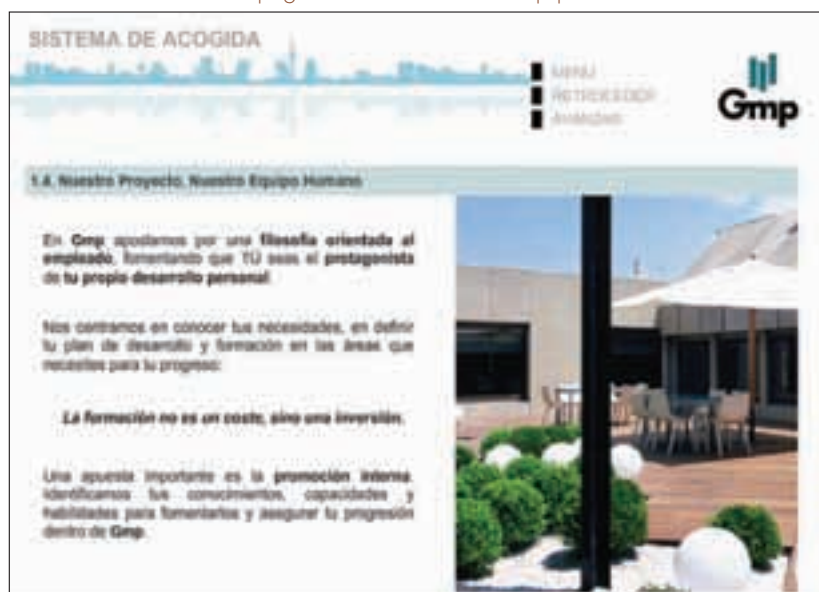 SISTEMA DE ACOGIDA
MENÚ
RETROCEDER
AVANZAR
Gmp
1.4. Nuestro Proyecto, Nuestro Equipo Humano
En Gmp apostamos por una filosofía orientada al
empleado, fomentando que TÚ seas el protagonista
de tu propio desarrollo personal.
Nos centramos en conocer tus necesidades, en definir
tu plan de desarrollo y formación en las áreas que
necesites para tu progreso:
La formación no es un coste, sino una inversión.
Una apuesta importante es la promoción interna.
Identificamos tus conocimientos, capacidades y
habilidades para fomentarlos y asegurar tu progresión
dentro de Gmp.